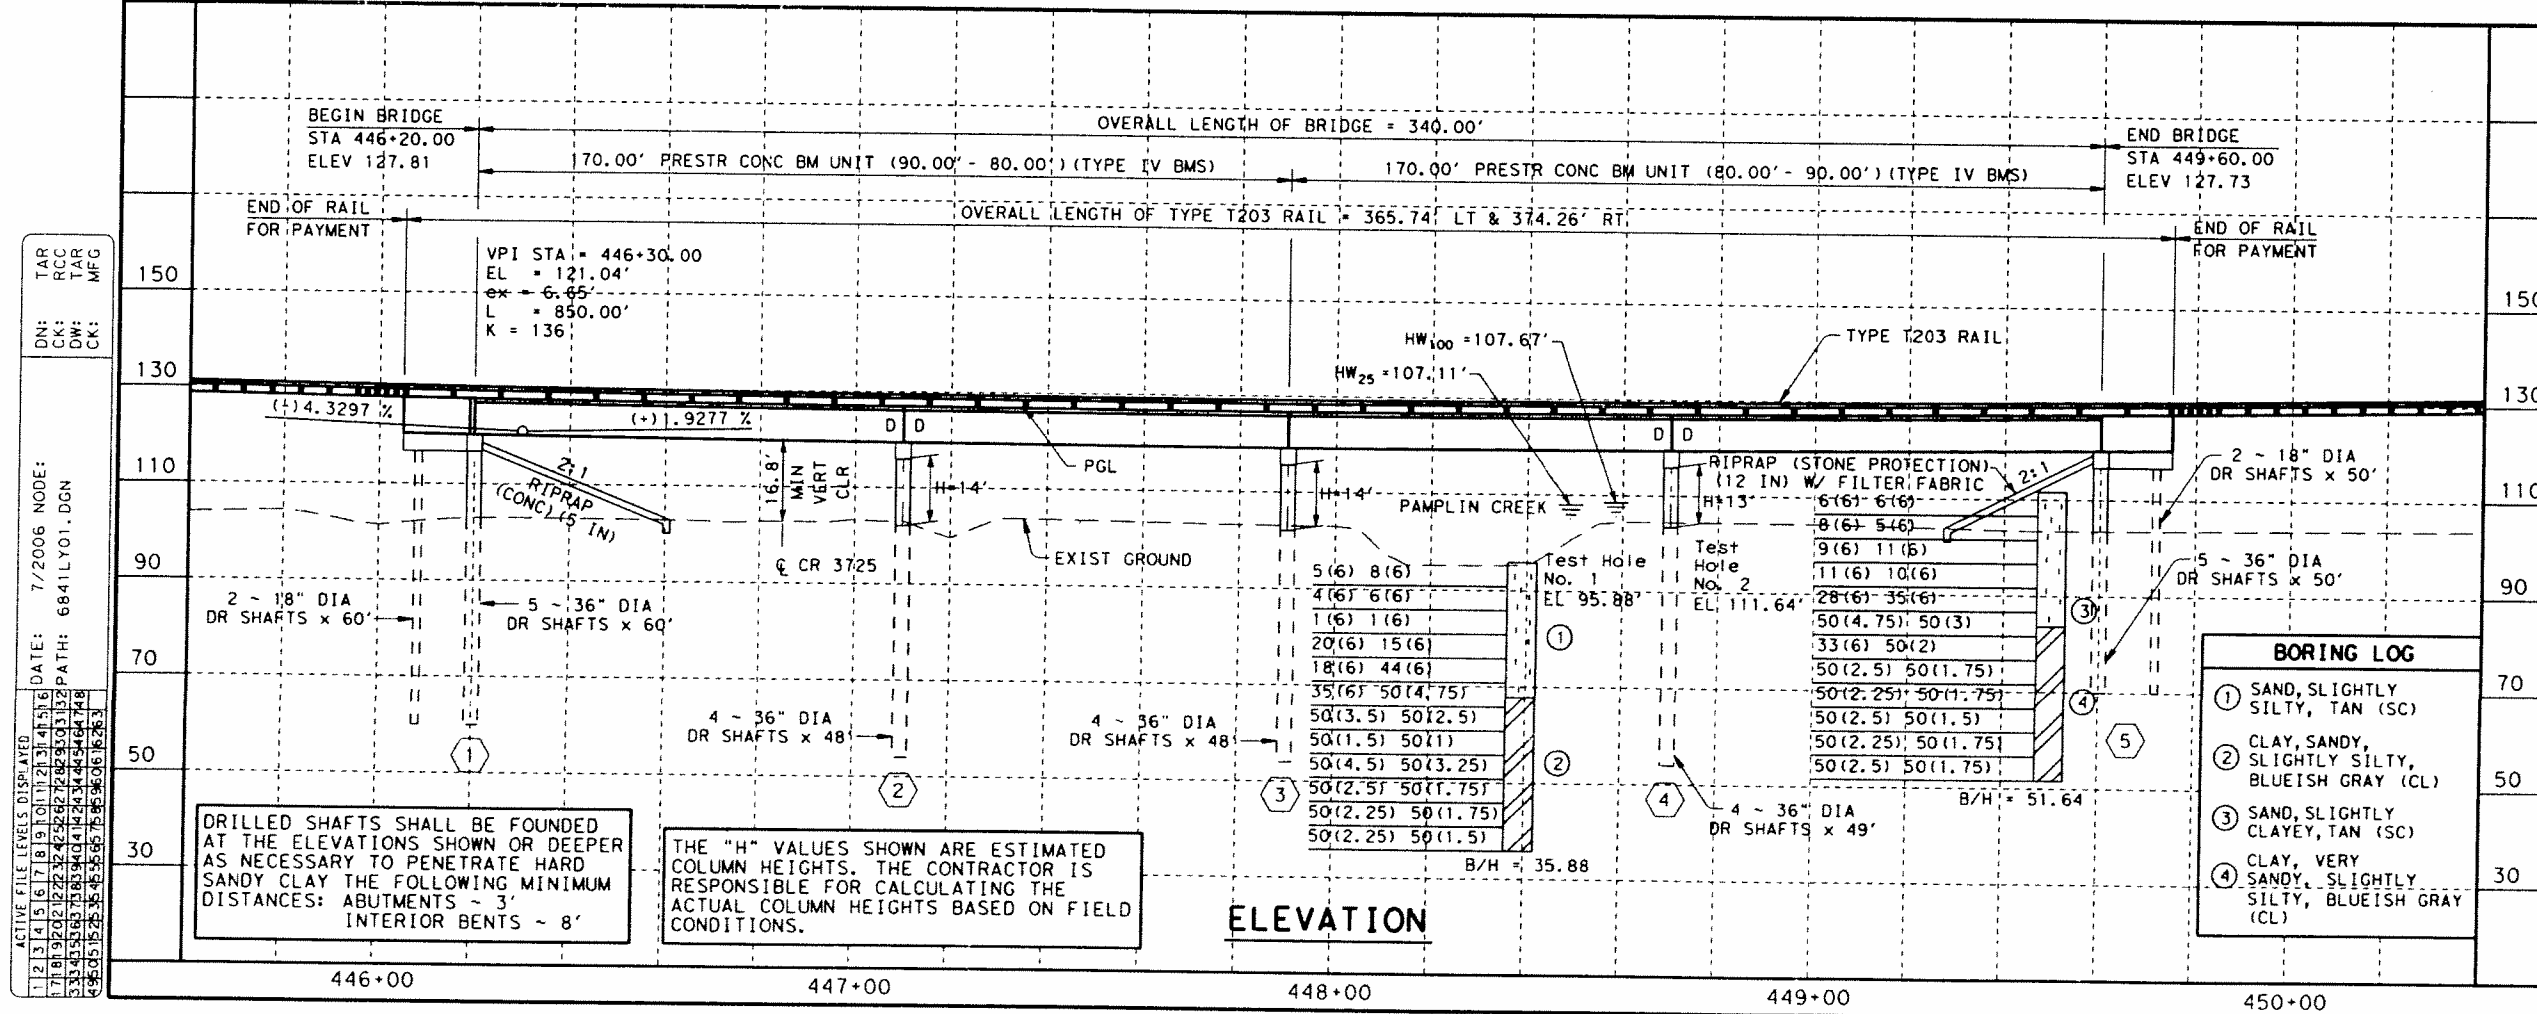 BEGIN BRIDGE
STA 446+20.00
ELEV 127.81
OVERALL LENGTH OF BRIDGE = 340.00'
END BRIDGE
STA 449+60.00
ELEV 127.73
170.00' PRESTR CONC BM UNIT (90.00' - 80.00') (TYPE IV BMS)
170.00' PRESTR CONC BM UNIT (80.00' - 90.00') (TYPE IV BMS)
END OF RAIL
FOR PAYMENT
OVERALL LENGTH OF TYPE T203 RAIL = 365.74' LT & 374.26' RT
END OF RAIL
FOR PAYMENT
VPI STA = 446+30.00
EL = 121.04'
ex = 6.65'
L = 850.00'
K = 136
HW100 =107.67'
HW25 =107.11'
TYPE T203 RAIL
150
130
110
90
70
50
30
150
130
110
90
70
50
30
(+)4.3297 %
(+)1.9277 %
D D
D D
2:1
RIPRAP
(CONC) (5 IN)
16.8'
MIN
VERT
CLR
H=14'
PGL
H=14'
PAMPLIN CREEK
H=13'
RIPRAP (STONE PROTECTION)
(12 IN) W/ FILTER FABRIC
2:1
2 ~ 18" DIA
DR SHAFTS x 50'
EXIST GROUND
℄ CR 3725
2 ~ 18" DIA
DR SHAFTS x 60'
5 ~ 36" DIA
DR SHAFTS x 60'
4 ~ 36" DIA
DR SHAFTS x 48'
4 ~ 36" DIA
DR SHAFTS x 48'
4 ~ 36" DIA
DR SHAFTS x 49'
5 ~ 36" DIA
DR SHAFTS x 50'
Test Hole
No. 1
EL 95.88'
Test
Hole
No. 2
EL 111.64'
5(6) 8(6)
4(6) 6(6)
1(6) 1(6)
20(6) 15(6)
18(6) 44(6)
35(6) 50(4.75)
50(3.5) 50(2.5)
50(1.5) 50(1)
50(4.5) 50(3.25)
50(2.5) 50(1.75)
50(2.25) 50(1.75)
50(2.25) 50(1.5)
B/H = 35.88
6(6) 6(6)
8(6) 5(6)
9(6) 11(6)
11(6) 10(6)
28(6) 35(6)
50(4.75) 50(3)
33(6) 50(2)
50(2.5) 50(1.75)
50(2.25) 50(1.75)
50(2.5) 50(1.5)
50(2.25) 50(1.75)
50(2.5) 50(1.75)
B/H = 51.64
1
2
3
4
1
2
3
4
5
BORING LOG
1 SAND, SLIGHTLY
SILTY, TAN (SC)
2 CLAY, SANDY,
SLIGHTLY SILTY,
BLUEISH GRAY (CL)
3 SAND, SLIGHTLY
CLAYEY, TAN (SC)
4 CLAY, VERY
SANDY, SLIGHTLY
SILTY, BLUEISH GRAY
(CL)
DRILLED SHAFTS SHALL BE FOUNDED
AT THE ELEVATIONS SHOWN OR DEEPER
AS NECESSARY TO PENETRATE HARD
SANDY CLAY THE FOLLOWING MINIMUM
DISTANCES: ABUTMENTS ~ 3'
INTERIOR BENTS ~ 8'
THE "H" VALUES SHOWN ARE ESTIMATED
COLUMN HEIGHTS. THE CONTRACTOR IS
RESPONSIBLE FOR CALCULATING THE
ACTUAL COLUMN HEIGHTS BASED ON FIELD
CONDITIONS.
ELEVATION
446+00
447+00
448+00
449+00
450+00
DN: TAR
CK: RCC
DW: TAR
CK: MFG
DATE: 7/2006 NODE:
PATH: 6841LY01.DGN
ACTIVE FILE LEVELS DISPLAYED